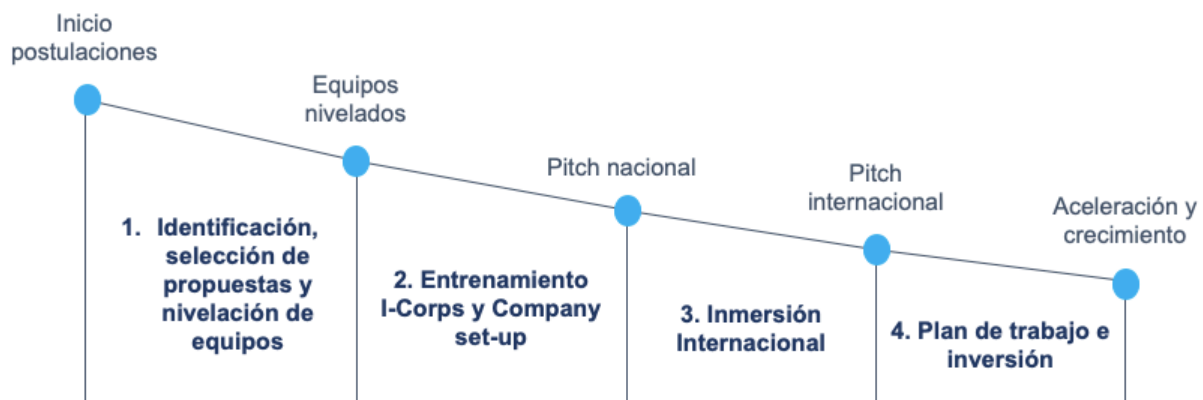 Inicio
postulaciones
Equipos
nivelados
Pitch nacional
Pitch
internacional
Aceleración y
crecimiento
1. Identificación,
selección de
propuestas y
nivelación de
equipos
2. Entrenamiento
I-Corps y Company
set-up
3. Inmersión
Internacional
4. Plan de trabajo e
inversión